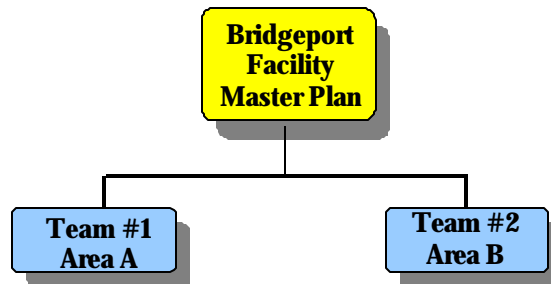 Bridgeport
Facility
Master Plan
Team #1
Area A
Team #2
Area B